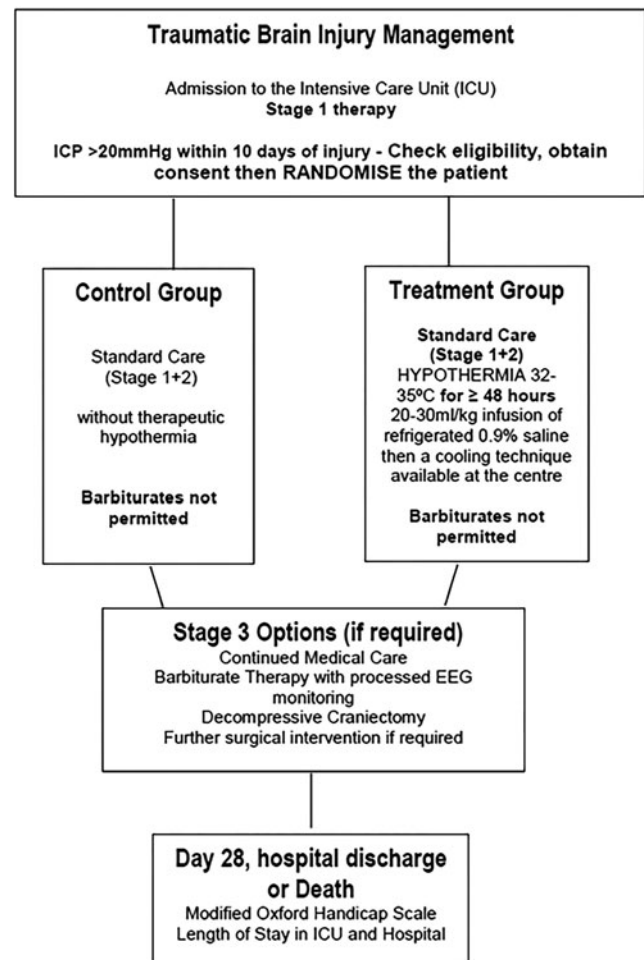 Traumatic Brain Injury Management
Admission to the Intensive Care Unit (ICU)
Stage 1 therapy
ICP >20mmHg within 10 days of injury - Check eligibility, obtain
consent then RANDOMISE the patient
Control Group
Standard Care
(Stage 1+2)
without therapeutic
hypothermia
Barbiturates not
permitted
Treatment Group
Standard Care
(Stage 1+2)
HYPOTHERMIA 32-
35ºC for ≥ 48 hours
20-30ml/kg infusion of
refrigerated 0.9% saline
then a cooling technique
available at the centre
Barbiturates not
permitted
Stage 3 Options (if required)
Continued Medical Care
Barbiturate Therapy with processed EEG
monitoring
Decompressive Craniectomy
Further surgical intervention if required
Day 28, hospital discharge
or Death
Modified Oxford Handicap Scale
Length of Stay in ICU and Hospital